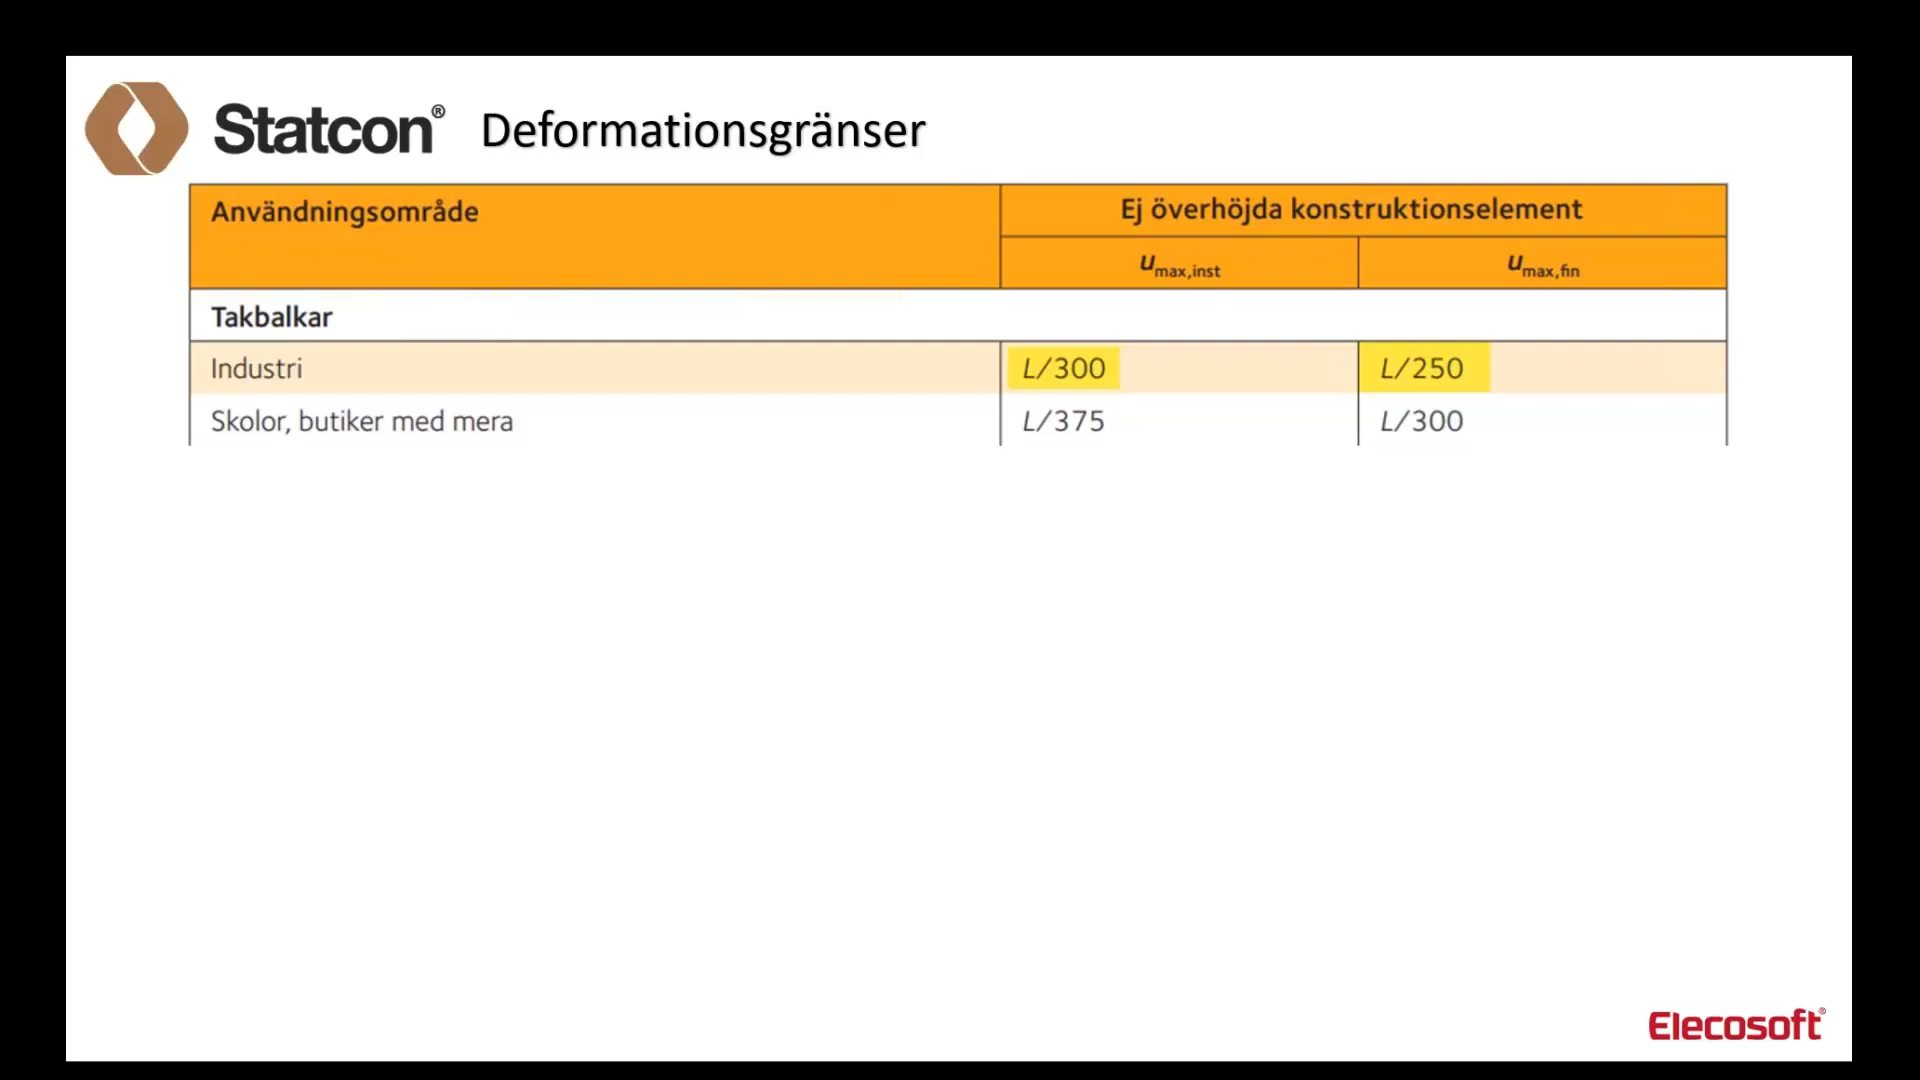 Statcon® Deformationsgränser
Användningsområde
Ej överhöjda konstruktionselement
umax,inst
umax,fin
Takbalkar
Industri L/300 L/250
Skolor, butiker med mera L/375 L/300
Elecosoft®